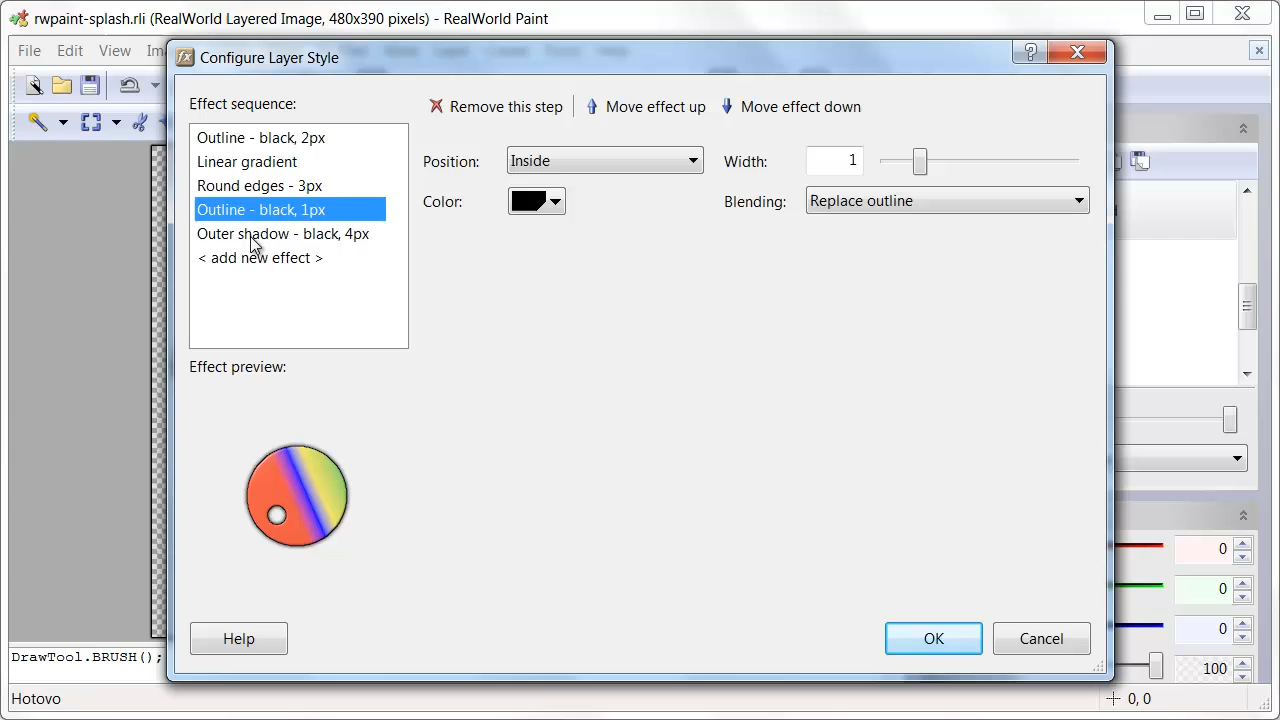 rwpaint-splash.rli (RealWorld Layered Image, 480x390 pixels) - RealWorld Paint
File Edit View
Configure Layer Style
Effect sequence:
Remove this step Move effect up Move effect down
Outline - black, 2px
Linear gradient
Round edges - 3px
Outline - black, 1px
Outer shadow - black, 4px
< add new effect >
Position: Inside Width: 1
Color: Blending: Replace outline
Effect preview:
0
0
0
100
Help OK Cancel
DrawTool.BRUSH();
Hotovo 0, 0